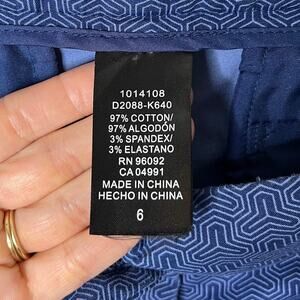 1014108
D2088-K640
97% COTTON/
97% ALGODÓN
3% SPANDEX/
3% ELASTANO
RN 96092
CA 04991
MADE IN CHINA
HECHO IN CHINA
6